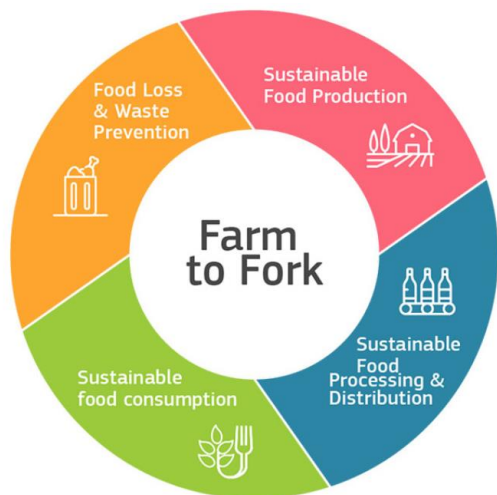 Food Loss
& Waste
Prevention
Sustainable
Food Production
Farm
to Fork
Sustainable
Food
Processing &
Distribution
Sustainable
food consumption